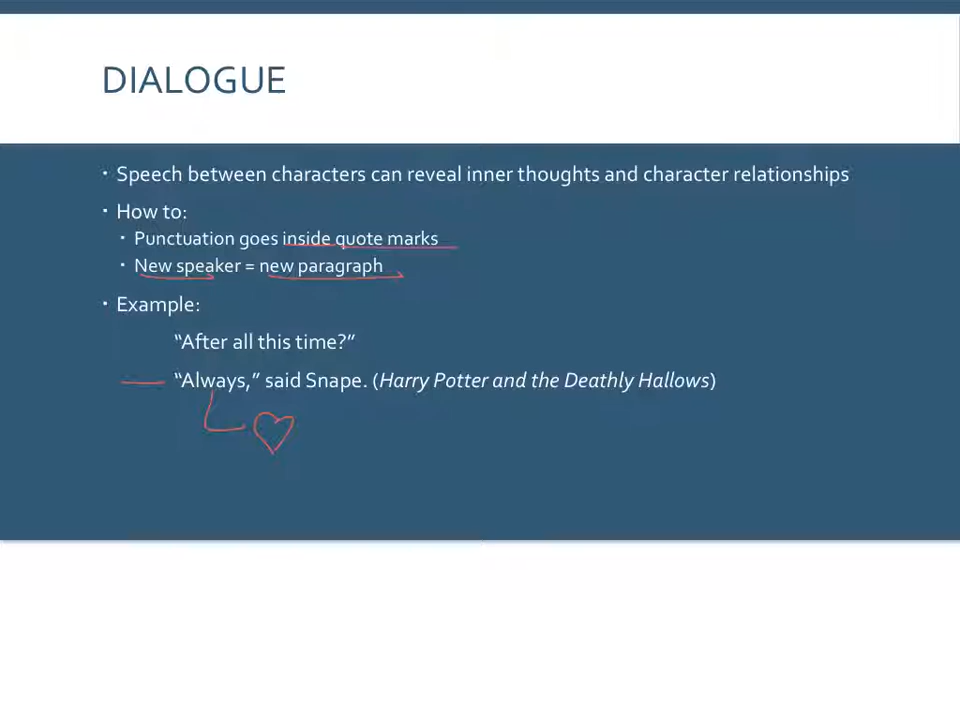 DIALOGUE
· Speech between characters can reveal inner thoughts and character relationships
· How to:
· Punctuation goes inside quote marks
· New speaker = new paragraph
· Example:
“After all this time?”
“Always,” said Snape. (Harry Potter and the Deathly Hallows)